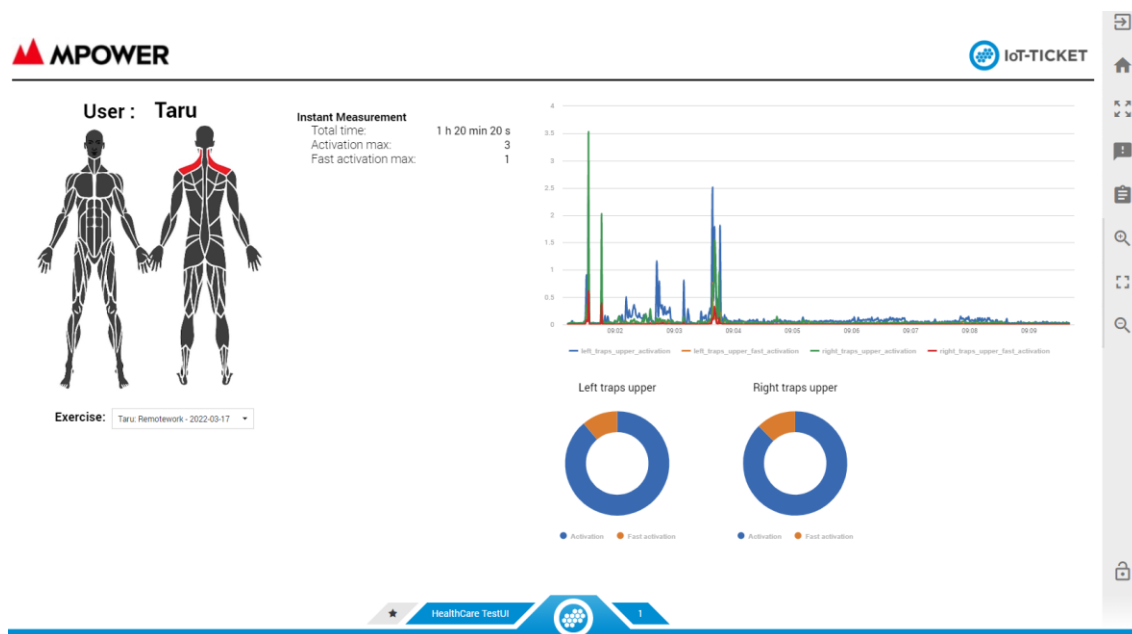 MPOWER
IoT-TICKET
User : Taru
Instant Measurement
Total time: 1 h 20 min 20 s
Activation max: 3
Fast activation max: 1
4
3.5
3
2.5
2
1.5
1
0.5
0
09:02 09:03 09:04 09:05 09:06 09:07 09:08 09:09
left_traps_upper_activation left_traps_upper_fast_activation right_traps_upper_activation right_traps_upper_fast_activation
Exercise: Taru: Remotework - 2022-03-17
Left traps upper Right traps upper
Activation Fast activation Activation Fast activation
HealthCare TestUI 1